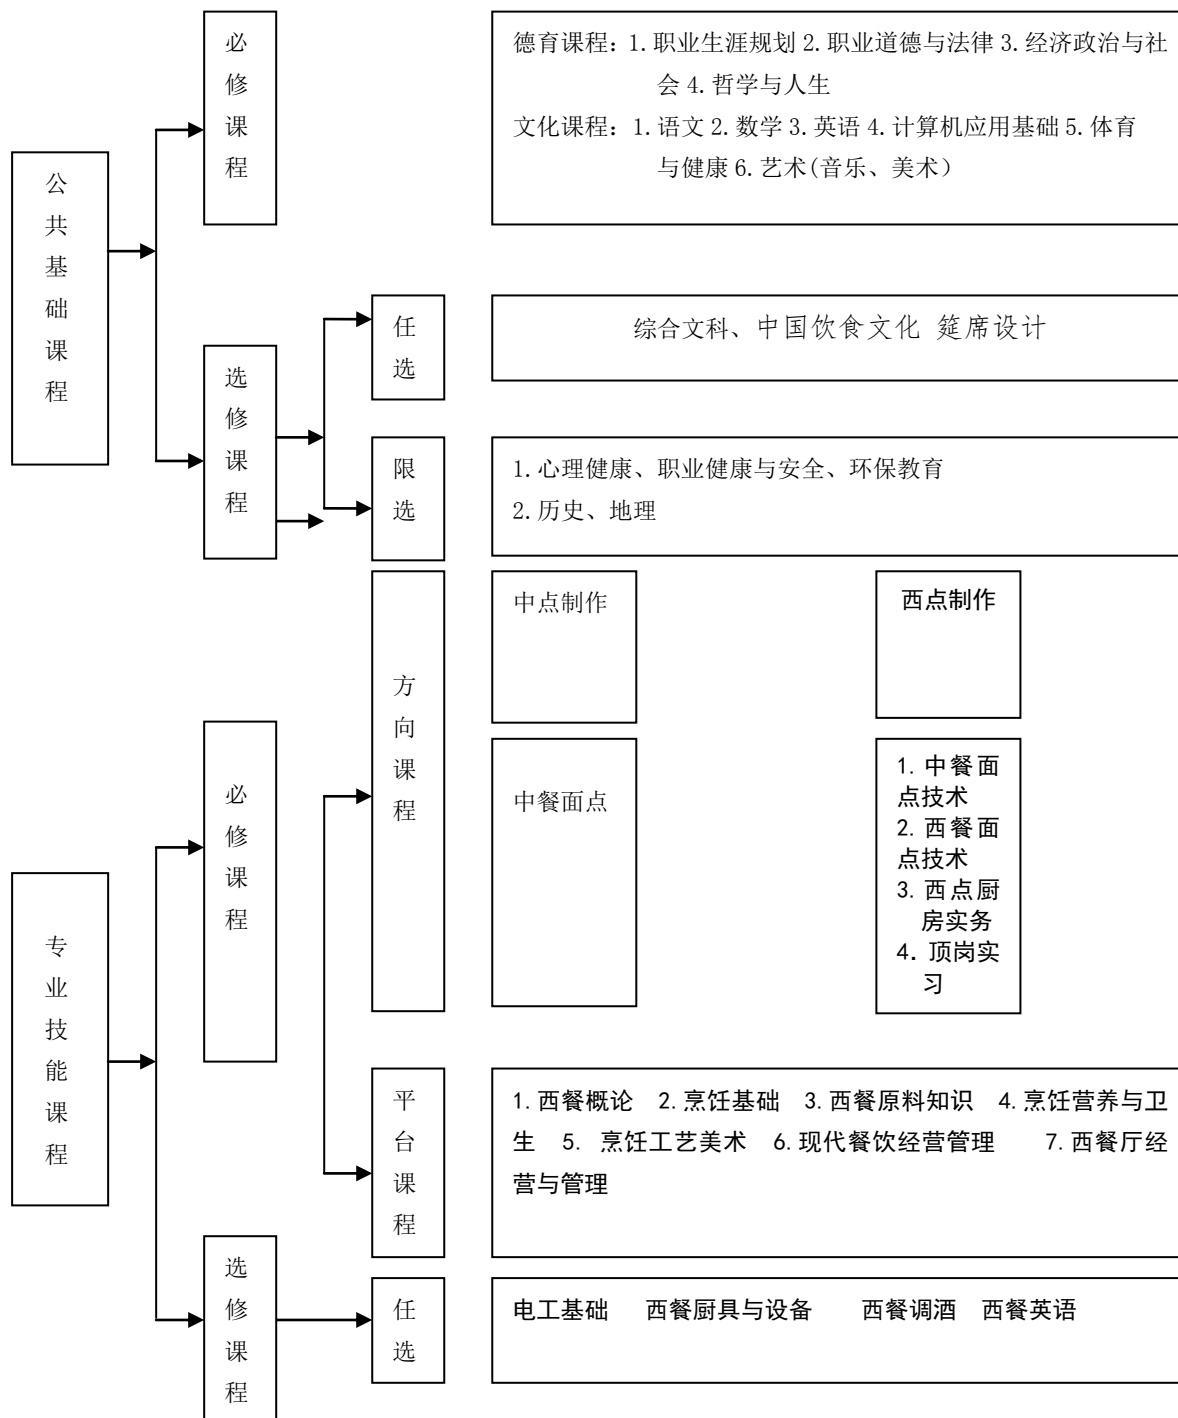 公共基础课程
必修课程
德育课程：1.职业生涯规划 2.职业道德与法律 3.经济政治与社
会 4.哲学与人生
文化课程：1.语文 2.数学 3.英语 4.计算机应用基础 5.体育
与健康 6.艺术(音乐、美术）
选修课程
任选
综合文科、中国饮食文化 筵席设计
限选
1.心理健康、职业健康与安全、环保教育
2.历史、地理
专业技能课程
必修课程
方向课程
中点制作
西点制作
中餐面点
1. 中餐面
点技术
2. 西餐面
点技术
3. 西点厨
房实务
4. 顶岗实
习
平台课程
1.西餐概论 2.烹饪基础 3.西餐原料知识 4.烹饪营养与卫
生 5. 烹饪工艺美术 6.现代餐饮经营管理 7.西餐厅经
营与管理
选修课程
任选
电工基础 西餐厨具与设备 西餐调酒 西餐英语